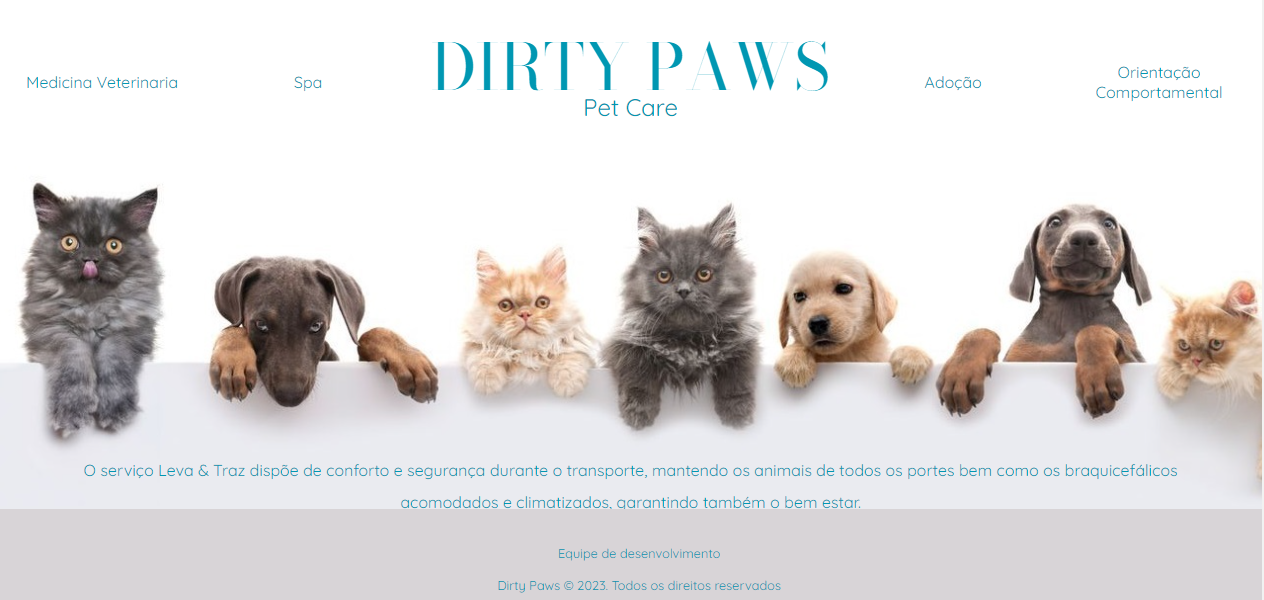 Medicina Veterinaria
Spa
DIRTY PAWS
Pet Care
Adoção
Orientação
Comportamental
O serviço Leva & Traz dispõe de conforto e segurança durante o transporte, mantendo os animais de todos os portes bem como os braquicefálicos
acomodados e climatizados, garantindo também o bem estar.
Equipe de desenvolvimento
Dirty Paws © 2023. Todos os direitos reservados